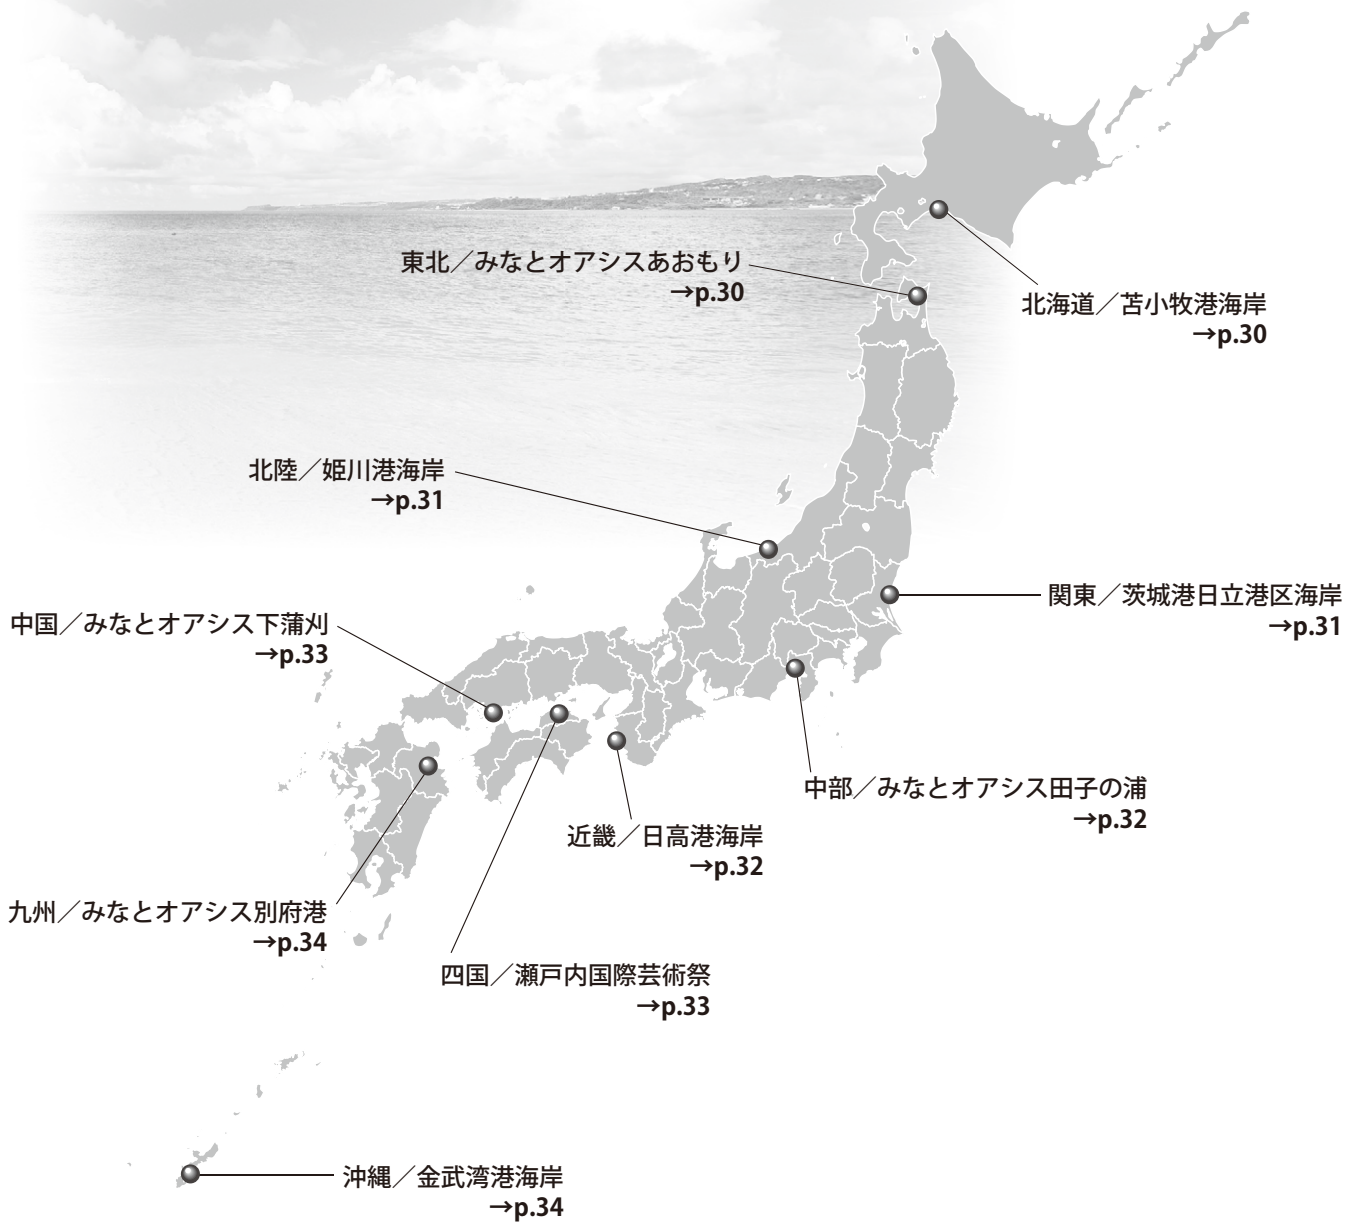 東北／みなとオアシスあおもり
→p.30
北海道／苫小牧港海岸
→p.30
北陸／姫川港海岸
→p.31
関東／茨城港日立港区海岸
→p.31
中国／みなとオアシス下蒲刈
→p.33
中部／みなとオアシス田子の浦
→p.32
近畿／日高港海岸
→p.32
九州／みなとオアシス別府港
→p.34
四国／瀬戸内国際芸術祭
→p.33
沖縄／金武湾港海岸
→p.34